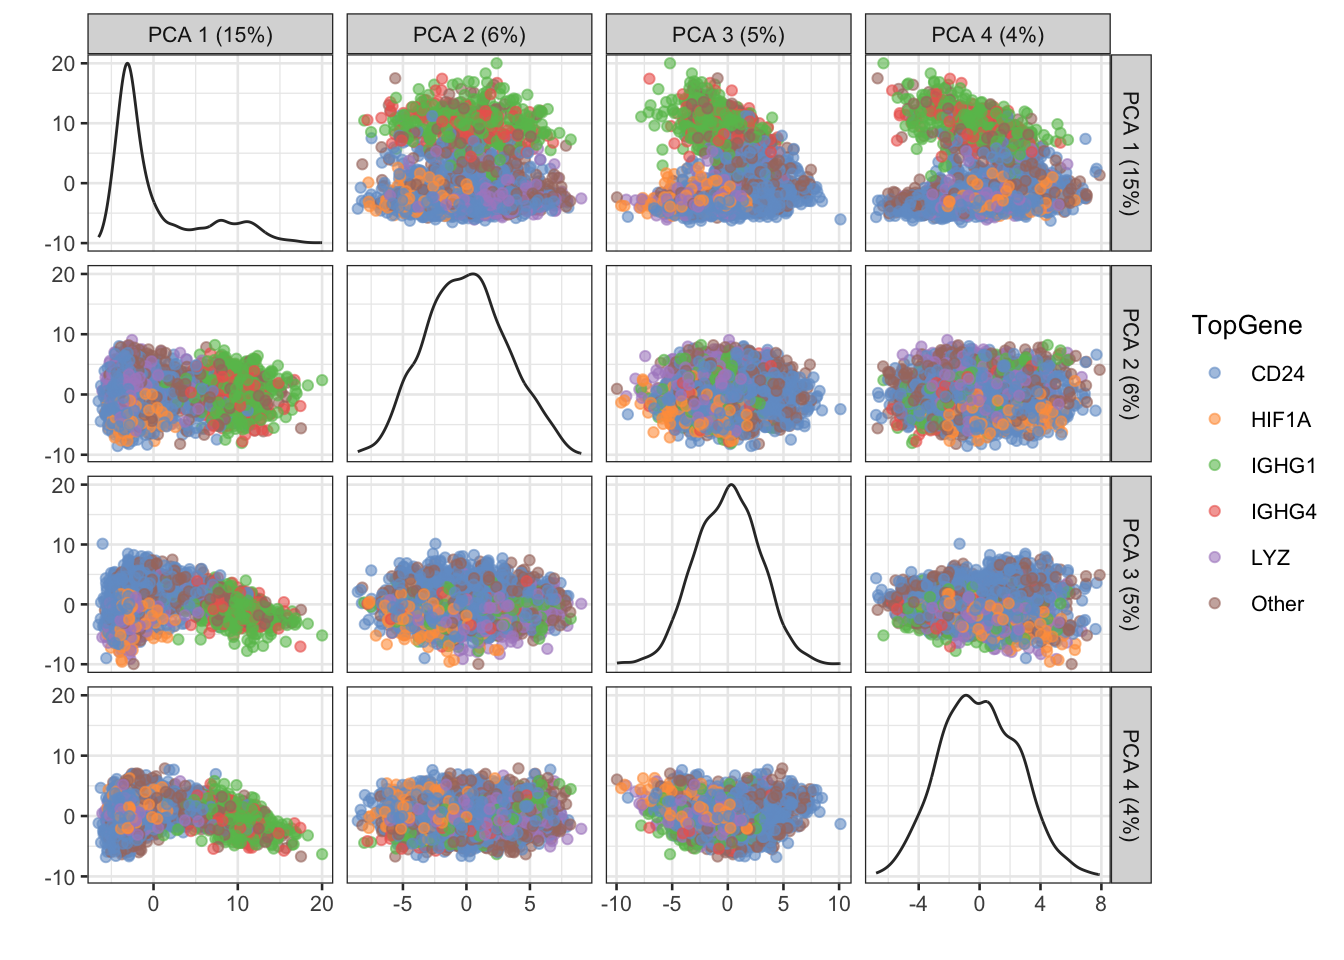 PCA 1 (15%) PCA 2 (6%) PCA 3 (5%) PCA 4 (4%)
20
10
0
-10
PCA 1 (15%)
20
10
0
-10
PCA 2 (6%)
20
10
0
-10
PCA 3 (5%)
20
10
0
-10
PCA 4 (4%)
0 10 20 -5 0 5 -10 -5 0 5 10 -4 0 4 8
TopGene
CD24
HIF1A
IGHG1
IGHG4
LYZ
Other